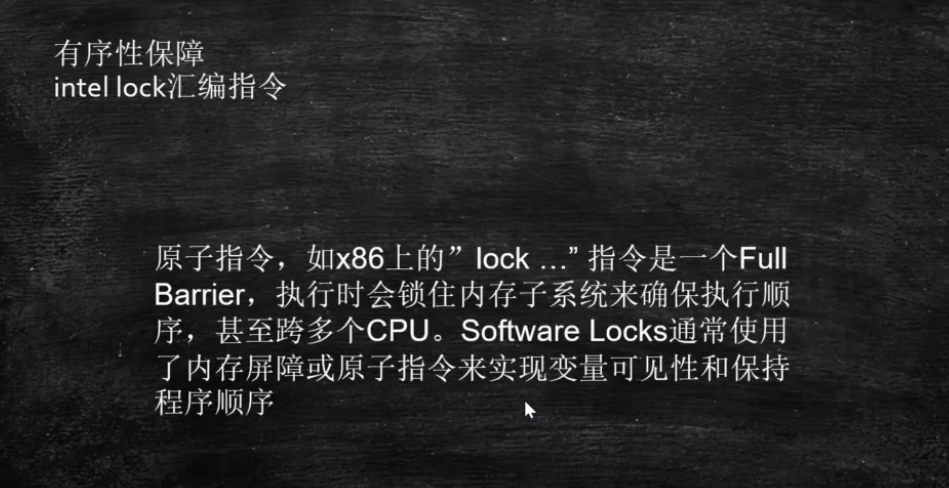 有序性保障
intel lock汇编指令
原子指令，如x86上的”lock …” 指令是一个Full
Barrier，执行时会锁住内存子系统来确保执行顺
序，甚至跨多个CPU。Software Locks通常使用
了内存屏障或原子指令来实现变量可见性和保持
程序顺序